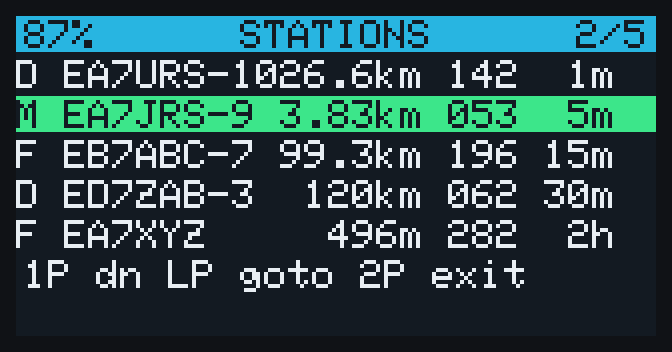 87% STATIONS 2/5
D EA7URS-1026.6km 142 1m
M EA7JRS-9 3.83km 053 5m
F EB7ABC-7 99.3km 196 15m
D ED7ZAB-3 120km 062 30m
F EA7XYZ 496m 282 2h
1P dn LP goto 2P exit